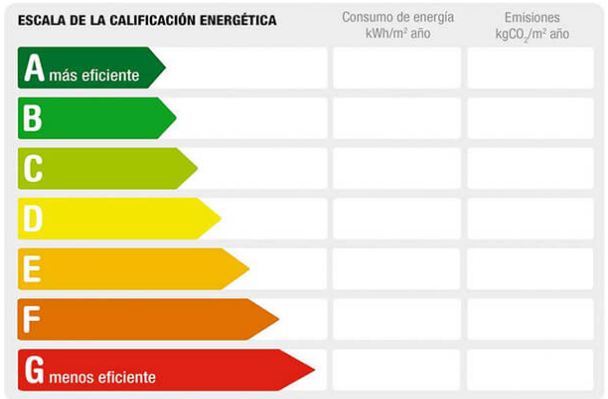 ESCALA DE LA CALIFICACIÓN ENERGÉTICA
Consumo de energía
kWh/m² año
Emisiones
kgCO₂/m² año
A más eficiente
B
C
D
E
F
G menos eficiente